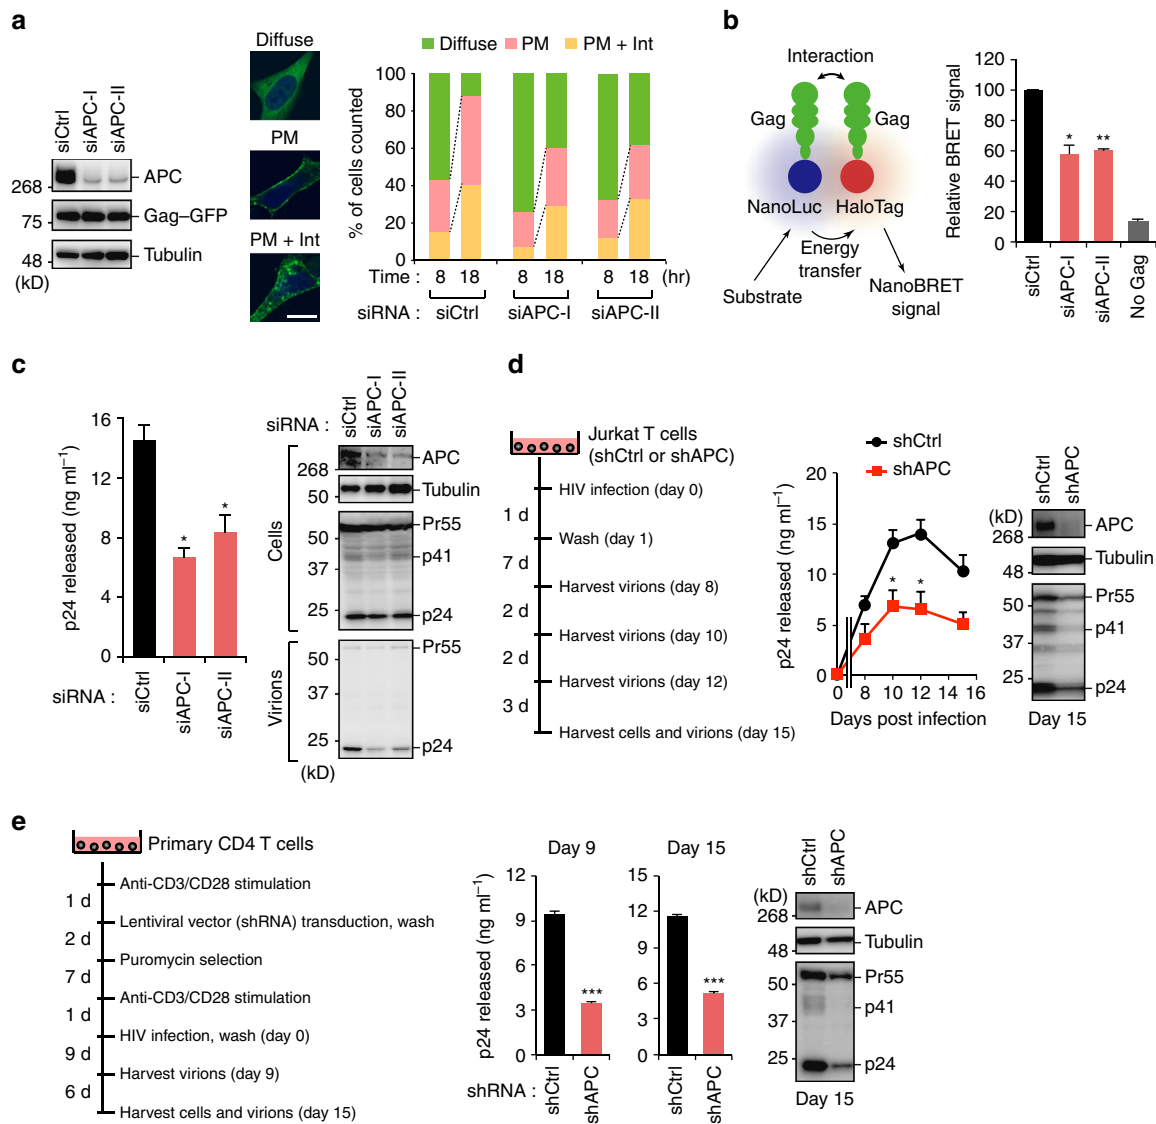 a
siCtrl
siAPC-I
siAPC-II
268
APC
75
Gag–GFP
48
Tubulin
(kD)
Diffuse
PM
PM + Int
Diffuse PM PM + Int
% of cells counted
100
80
60
40
20
0
Time : 8 18 8 18 8 18 (hr)
siRNA : siCtrl siAPC-I siAPC-II
b
Interaction
Gag Gag
NanoLuc HaloTag
Energy
transfer
Substrate
NanoBRET
signal
Relative BRET signal
120
100
80
60
40
20
0
* **
siCtrl
siAPC-I
siAPC-II
No Gag
c
p24 released (ng ml−1)
16
12
8
4
0
* *
siRNA :
siCtrl
siAPC-I
siAPC-II
siRNA :
siCtrl
siAPC-I
siAPC-II
268
APC
50
Tubulin
Cells
Pr55
50
p41
37
25
p24
Virions
Pr55
50
37
25
p24
(kD)
d
Jurkat T cells
(shCtrl or shAPC)
HIV infection (day 0)
1 d
Wash (day 1)
7 d
Harvest virions (day 8)
2 d
Harvest virions (day 10)
2 d
Harvest virions (day 12)
3 d
Harvest cells and virions (day 15)
shCtrl
shAPC
p24 released (ng ml−1)
20
15
10
5
0
* *
0 8 10 12 14 16
Days post infection
shCtrl
shAPC
(kD)
268
APC
48
Tubulin
50
Pr55
37
p41
25
p24
Day 15
e
Primary CD4 T cells
Anti-CD3/CD28 stimulation
1 d
Lentiviral vector (shRNA) transduction, wash
2 d
Puromycin selection
7 d
Anti-CD3/CD28 stimulation
1 d
HIV infection, wash (day 0)
9 d
Harvest virions (day 9)
6 d
Harvest cells and virions (day 15)
Day 9
p24 released (ng ml−1)
12
9
6
3
0
***
Day 15
15
12
9
6
3
0
***
shRNA :
shCtrl
shAPC
shCtrl
shAPC
shCtrl
shAPC
(kD)
268
APC
48
Tubulin
50
Pr55
37
p41
25
p24
Day 15